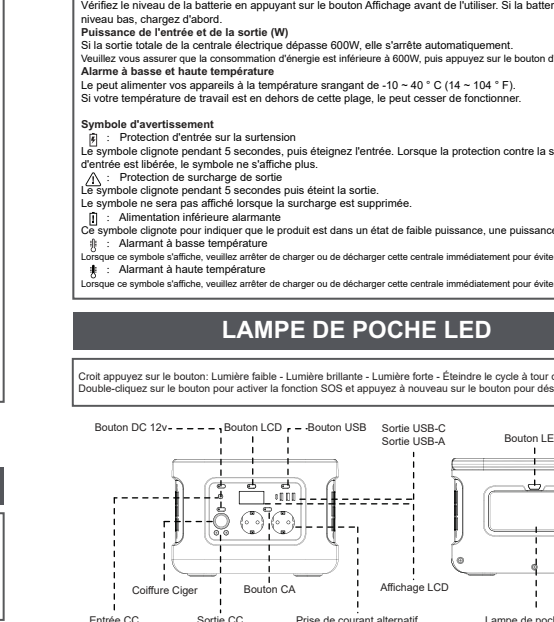 Vérifiez le niveau de la batterie en appuyant sur le bouton Affichage avant de l'utiliser. Si la batter
niveau bas, chargez d'abord.
Puissance de l'entrée et de la sortie (W)
Si la sortie totale de la centrale électrique dépasse 600W, elle s'arrête automatiquement.
Veuillez vous assurer que la consommation d'énergie est inférieure à 600W, puis appuyez sur le bouton d
Alarme à basse et haute température
Le peut alimenter vos appareils à la température srangant de -10 ~ 40 ° C (14 ~ 104 ° F).
Si votre température de travail est en dehors de cette plage, le peut cesser de fonctionner.
Symbole d'avertissement
: Protection d'entrée sur la surtension
Le symbole clignote pendant 5 secondes, puis éteignez l'entrée. Lorsque la protection contre la s
d'entrée est libérée, le symbole ne s'affiche plus.
: Protection de surcharge de sortie
Le symbole clignote pendant 5 secondes puis éteint la sortie.
Le symbole ne sera pas affiché lorsque la surcharge est supprimée.
: Alimentation inférieure alarmante
Ce symbole clignote pour indiquer que le produit est dans un état de faible puissance, une puissance
: Alarmant à basse température
Lorsque ce symbole s'affiche, veuillez arrêter de charger ou de décharger cette centrale immédiatement pour évite
: Alarmant à haute température
Lorsque ce symbole s'affiche, veuillez arrêter de charger ou de décharger cette centrale immédiatement pour évite
LAMPE DE POCHE LED
Croit appuyez sur le bouton: Lumière faible - Lumière brillante - Lumière forte - Éteindre le cycle à tour d
Double-cliquez sur le bouton pour activer la fonction SOS et appuyez à nouveau sur le bouton pour dés
Bouton DC 12v
Bouton LCD
Bouton USB
Sortie USB-C
Sortie USB-A
Bouton LE
Coiffure Ciger
Bouton CA
Affichage LCD
Entrée CC
Sortie CC
Prise de courant alternatif
Lampe de poch